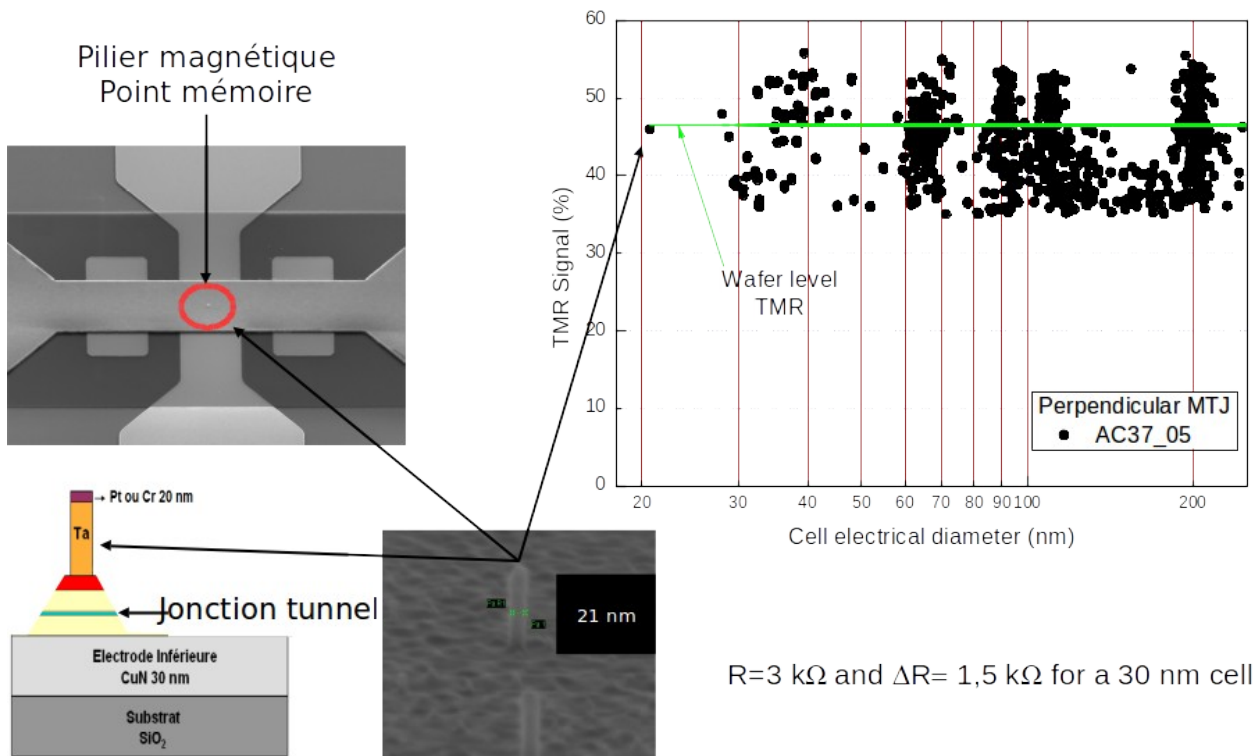 Pilier magnétique
Point mémoire
Pt ou Cr 20 nm
Ta
Jonction tunnel
Electrode Inférieure
CuN 30 nm
Substrat
SiO2
21 nm
60
50
40
30
20
10
0
TMR Signal (%)
Wafer level
TMR
Perpendicular MTJ
AC37_05
20 30 40 50 60 70 80 90 100 200
Cell electrical diameter (nm)
R=3 kΩ and ΔR= 1,5 kΩ for a 30 nm cell